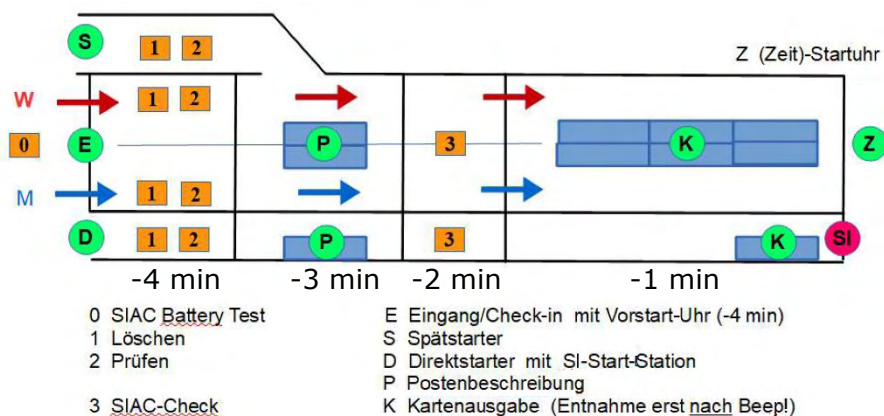 S 1 2
Z (Zeit)-Startuhr
W 1 2
0 E P 3 K Z
M 1 2
D 1 2 P 3 K SI
-4 min -3 min -2 min -1 min
0 SIAC Battery Test
1 Löschen
2 Prüfen
3 SIAC-Check
E Eingang/Check-in mit Vorstart-Uhr (-4 min)
S Spätstarter
D Direktstarter mit SI-Start-Station
P Postenbeschreibung
K Kartenausgabe (Entnahme erst nach Beep!)